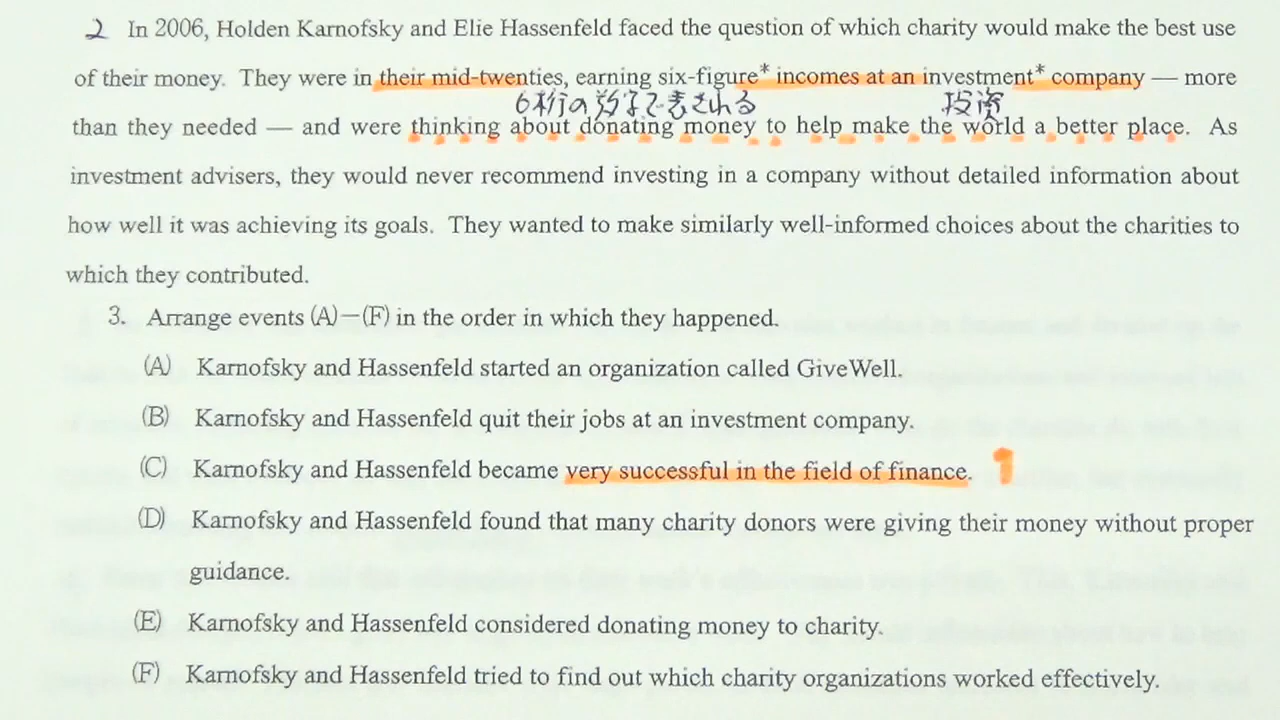 2 In 2006, Holden Karnofsky and Elie Hassenfeld faced the question of which charity would make the best use
of their money. They were in their mid-twenties, earning six-figure* incomes at an investment* company — more
6桁の数字で表される 投資
than they needed — and were thinking about donating money to help make the world a better place. As
investment advisers, they would never recommend investing in a company without detailed information about
how well it was achieving its goals. They wanted to make similarly well-informed choices about the charities to
which they contributed.
3. Arrange events (A)-(F) in the order in which they happened.
(A) Karnofsky and Hassenfeld started an organization called GiveWell.
(B) Karnofsky and Hassenfeld quit their jobs at an investment company.
(C) Karnofsky and Hassenfeld became very successful in the field of finance. 1
(D) Karnofsky and Hassenfeld found that many charity donors were giving their money without proper
guidance.
(E) Karnofsky and Hassenfeld considered donating money to charity.
(F) Karnofsky and Hassenfeld tried to find out which charity organizations worked effectively.